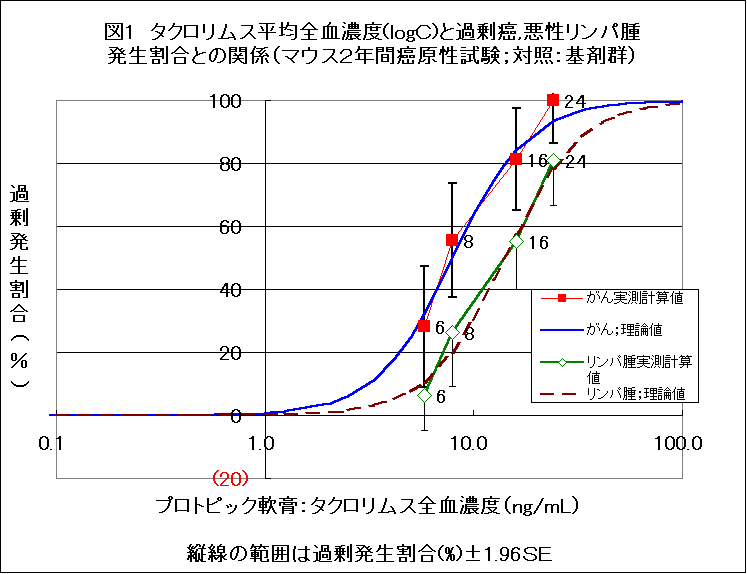 図1　タクロリムス平均全血濃度(logC)と過剰癌,悪性リンパ腫
発生割合との関係（マウス2年間癌原性試験；対照：基剤群）
過剰発生割合（%）
100
80
60
40
20
0
(20)
0.1
1.0
10.0
100.0
24
16
8
6
24
16
8
6
がん実測計算値
がん;理論値
リンパ腫実測計算
値
リンパ腫;理論値
プロトピック軟膏：タクロリムス全血濃度（ng/mL）
縦線の範囲は過剰発生割合(%)±1.96SE